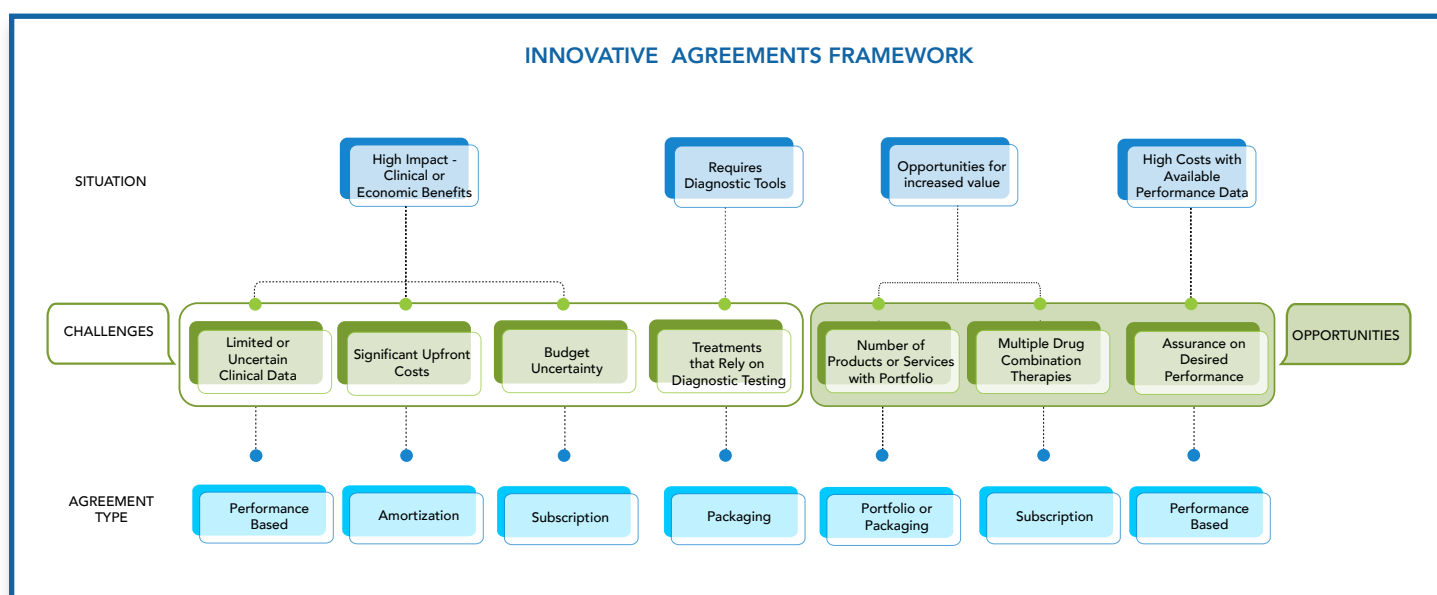 INNOVATIVE AGREEMENTS FRAMEWORK
SITUATION
High Impact -
Clinical or
Economic Benefits
Requires
Diagnostic Tools
Opportunities for
increased value
High Costs with
Available
Performance Data
CHALLENGES
Limited or
Uncertain
Clinical Data
Significant Upfront
Costs
Budget
Uncertainty
Treatments
that Rely on
Diagnostic Testing
Number of
Products or Services
with Portfolio
Multiple Drug
Combination
Therapies
Assurance on
Desired
Performance
OPPORTUNITIES
AGREEMENT
TYPE
Performance
Based
Amortization
Subscription
Packaging
Portfolio or
Packaging
Subscription
Performance
Based